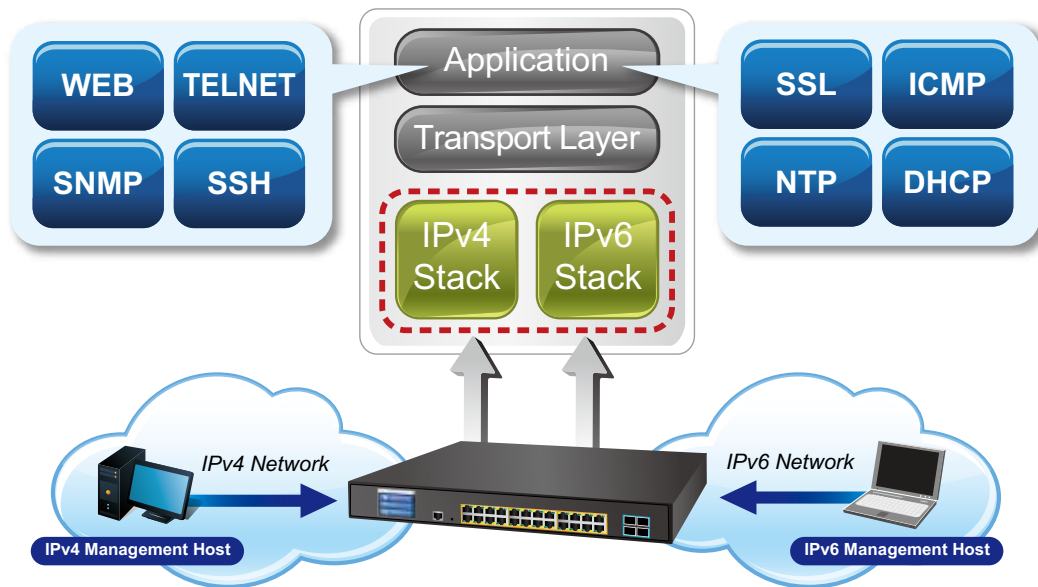 WEB
TELNET
SNMP
SSH
Application
Transport Layer
IPv4
Stack
IPv6
Stack
SSL
ICMP
NTP
DHCP
IPv4 Network
IPv4 Management Host
IPv6 Network
IPv6 Management Host